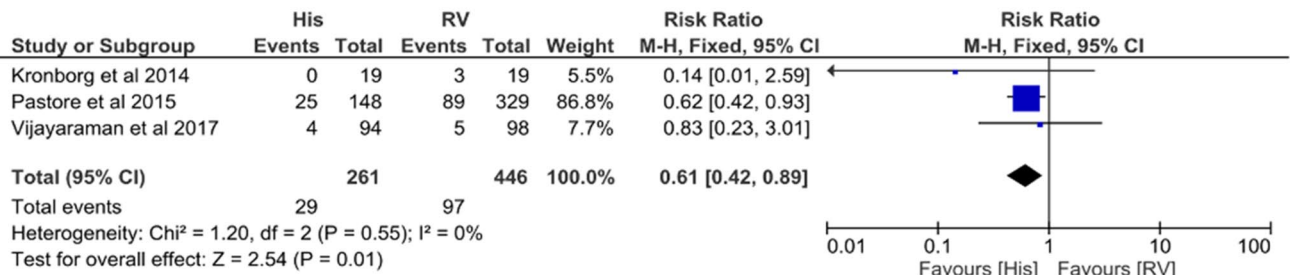 His RV Risk Ratio Risk Ratio
Study or Subgroup Events Total Events Total Weight M-H, Fixed, 95% CI M-H, Fixed, 95% CI
Kronborg et al 2014 0 19 3 19 5.5% 0.14 [0.01, 2.59]
Pastore et al 2015 25 148 89 329 86.8% 0.62 [0.42, 0.93]
Vijayaraman et al 2017 4 94 5 98 7.7% 0.83 [0.23, 3.01]
Total (95% CI) 261 446 100.0% 0.61 [0.42, 0.89]
Total events 29 97
Heterogeneity: Chi² = 1.20, df = 2 (P = 0.55); I² = 0%
Test for overall effect: Z = 2.54 (P = 0.01)
0.01 0.1 1 10 100
Favours [His] Favours [RV]